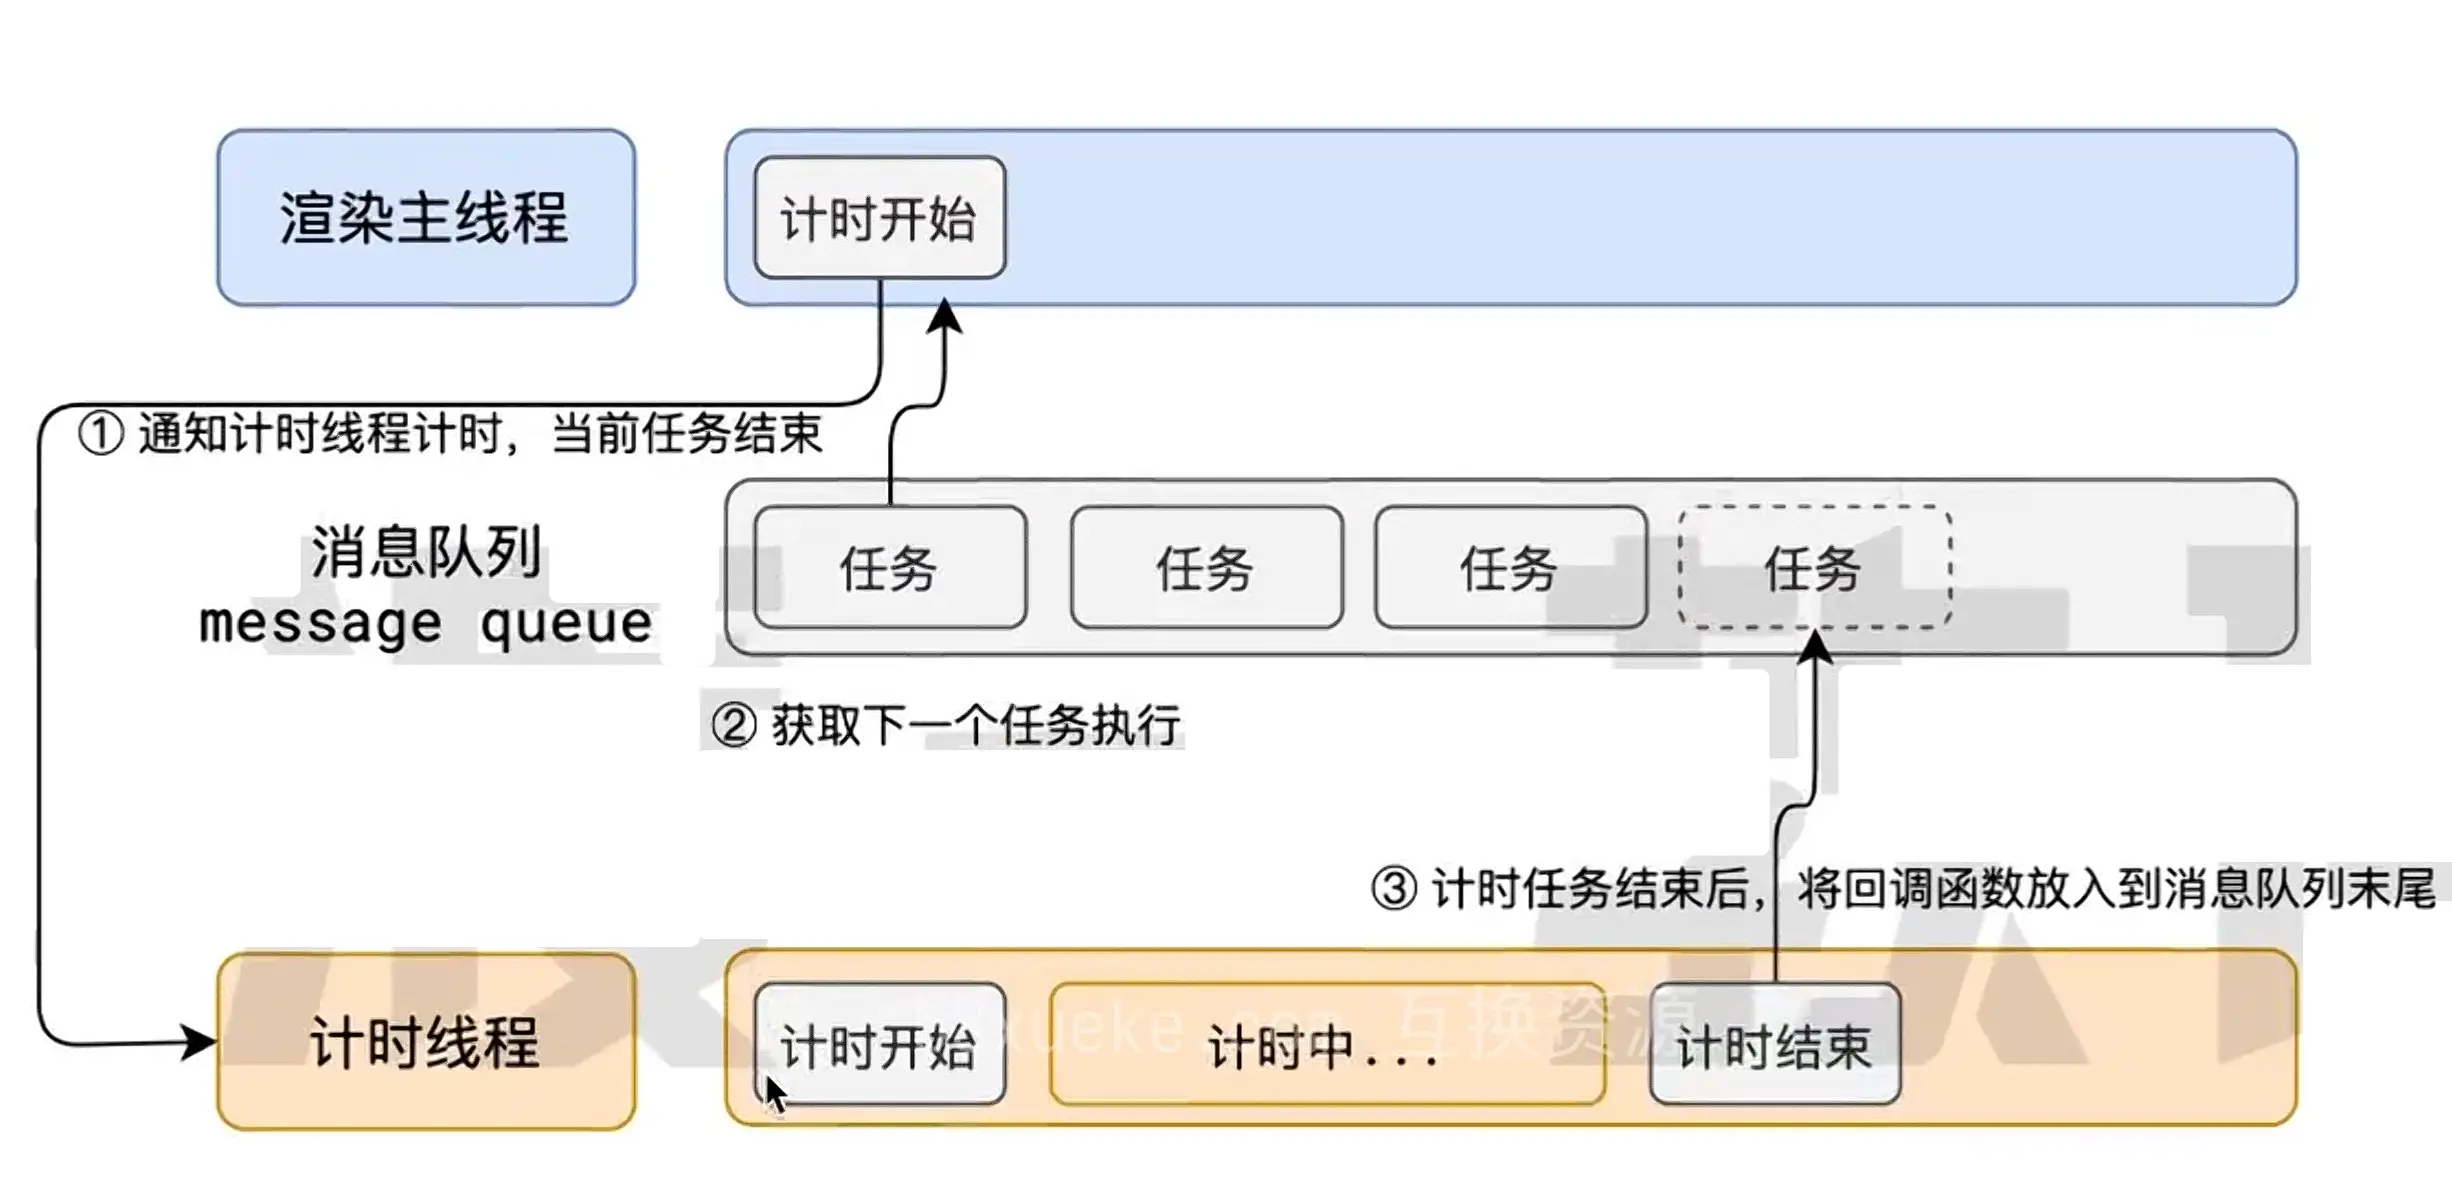 渲染主线程
计时开始
① 通知计时线程计时，当前任务结束
消息队列
message queue
任务
任务
任务
任务
② 获取下一个任务执行
③ 计时任务结束后，将回调函数放入到消息队列末尾
计时线程
计时开始
计时中...
计时结束
互换资源